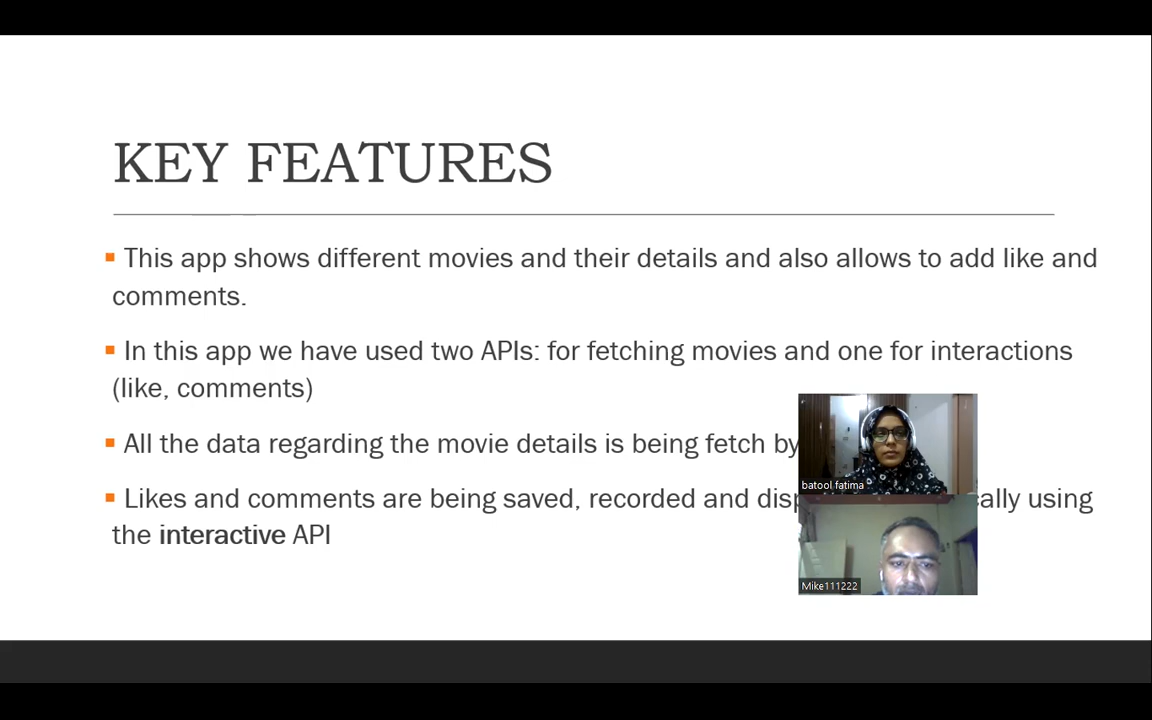 KEY FEATURES
This app shows different movies and their details and also allows to add like and
comments.
In this app we have used two APIs: for fetching movies and one for interactions
(like, comments)
All the data regarding the movie details is being fetch by
Likes and comments are being saved, recorded and using
the interactive API
batool fatima
Mike111222